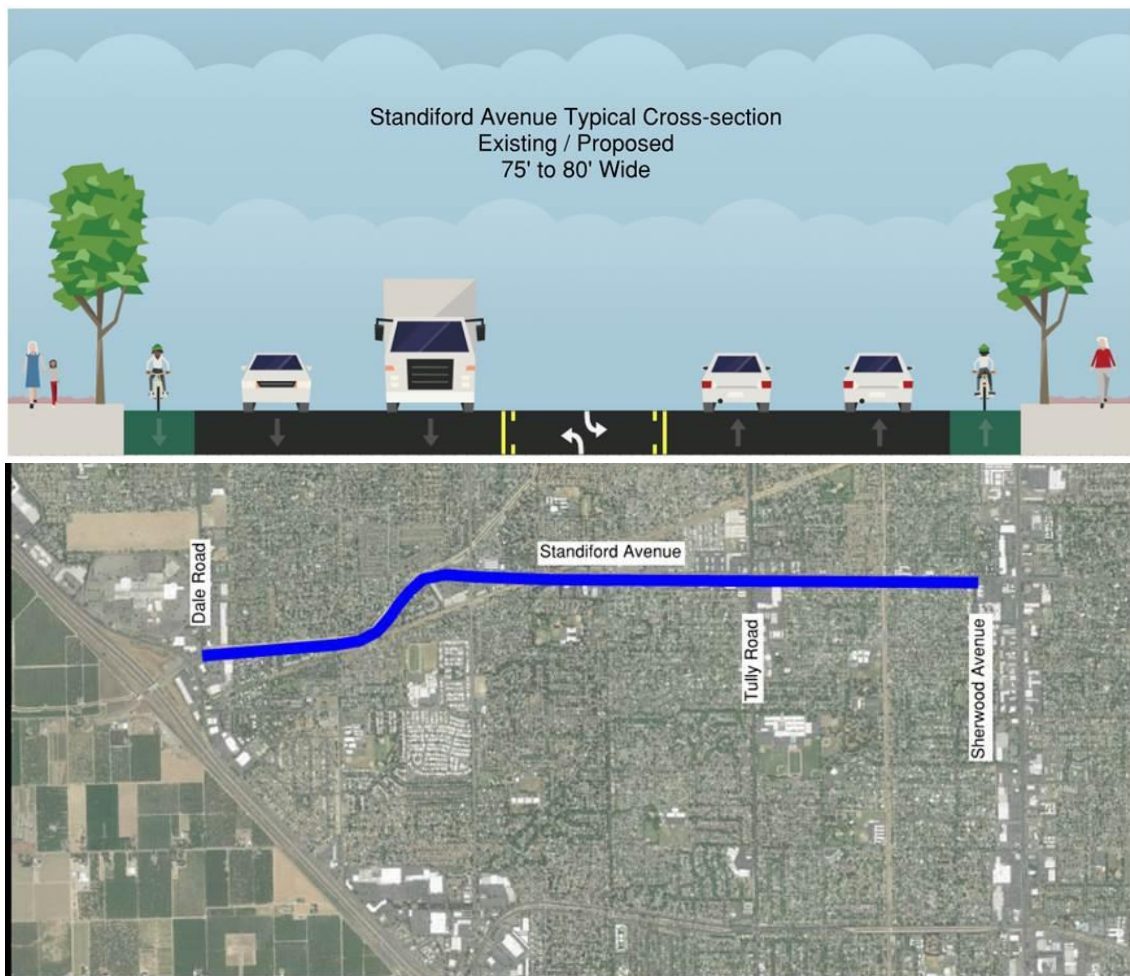 Standiford Avenue Typical Cross-section
Existing / Proposed
75' to 80' Wide
Dale Road
Standiford Avenue
Tully Road
Sherwood Avenue